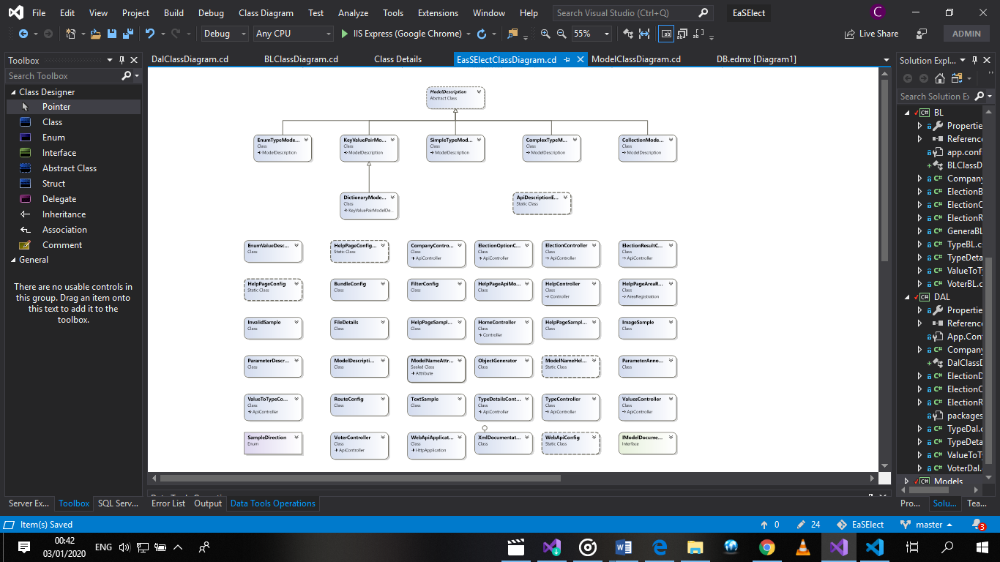 File Edit View Project Build Debug Class Diagram Test Analyze Tools Extensions Window Help Search Visual Studio (Ctrl+Q) EaSElect C
Debug Any CPU IIS Express (Google Chrome) 55% Live Share ADMIN
Toolbox
Search Toolbox
Class Designer
Pointer
Class
Enum
Interface
Abstract Class
Struct
Delegate
Inheritance
Association
Comment
General
There are no usable controls in
this group. Drag an item onto
this text to add it to the
toolbox.
DalClassDiagram.cd BLClassDiagram.cd Class Details EasSElectClassDiagram.cd ModelClassDiagram.cd DB.edmx [Diagram1]
ModelDescription
Abstract Class
EnumTypeMode... KeyValuePairMo... SimpleTypeMod... ComplexTypeM... CollectionMode...
Class Class Class Class Class
ModelDescription ModelDescription ModelDescription ModelDescription ModelDescription
DictionaryMode... ApiDescriptionE...
Class Static Class
KeyValuePairModelDe...
EnumValueDesc... HelpPageConfig... CompanyContro... ElectionOptionC... ElectionController ElectionResultC...
Class Static Class Class Class Class Class
ApiController ApiController ApiController ApiController
HelpPageConfig BundleConfig FilterConfig HelpPageApiMo... HelpController HelpPageAreaR...
Static Class Class Class Class Class Class
Controller AreaRegistration
InvalidSample FileDetails HelpPageSampl... HomeController HelpPageSampl... ImageSample
Class Class Class Class Class Class
Controller
ParameterDescr... ModelDescripti... ModelNameAttr... ObjectGenerator ModelNameHel... ParameterAnno...
Class Class Sealed Class Class Static Class Class
Attribute
ValueToTypeCo... RouteConfig TextSample TypeDetailsCont... TypeController ValuesController
Class Class Class Class Class Class
ApiController ApiController ApiController ApiController
SampleDirection VoterController WebApiApplicat... XmlDocumentat... WebApiConfig IModelDocume...
Enum Class Class Class Static Class Interface
ApiController HttpApplication
Solution Expl...
Search Solution Ex
BL
Propertie
Reference
app.conf
BLClassD
Company
ElectionB
ElectionC
ElectionR
GeneraBL
TypeBL.c
TypeDeta
ValueToTy
VoterBL.c
DAL
Propertie
Reference
App.Con
Company
DalClassD
ElectionD
ElectionC
ElectionR
packages
TypeDal.c
TypeDeta
ValueToTy
VoterDal.
Models
Server Ex... Toolbox SQL Serv... Error List Output Data Tools Operations Pro... Solu... Tea...
Item(s) Saved 0 24 EaSElect master 3
00:42
03/01/2020
ENG